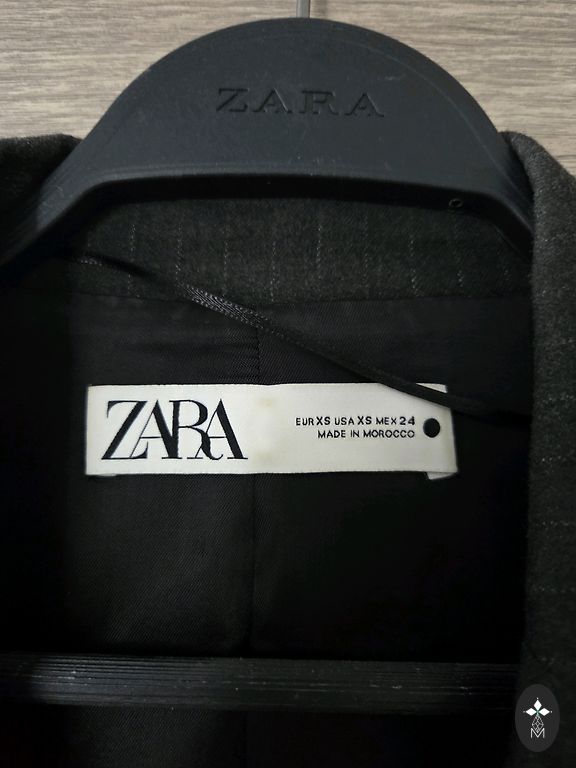 ZARA
ZARA
EUR XS USA XS MEX 24
MADE IN MOROCCO
M